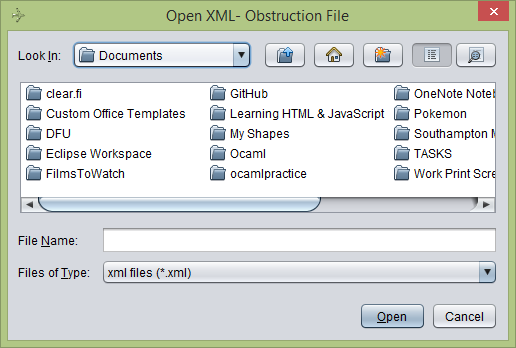 Open XML- Obstruction File
Look In: Documents
clear.fi
Custom Office Templates
DFU
Eclipse Workspace
FilmsToWatch
GitHub
Learning HTML & JavaScript
My Shapes
Ocaml
ocamlpractice
OneNote Noteb
Pokemon
Southampton M
TASKS
Work Print Scre
File Name:
Files of Type: xml files (*.xml)
Open Cancel